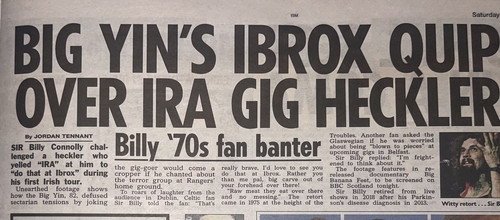 Saturday
BIG YIN'S IBROX QUIP
OVER IRA GIG HECKLER
By JORDAN TENNANT
SIR Billy Connolly chal-
lenged a heckler who
yelled "IRA" at him to
"do that at Ibrox" during
his first Irish tour.
Unearthed footage shows
how the Big Yin, 82, defused
sectarian tensions by joking
Billy '70s fan banter
the gig-goer would come a
cropper if he chanted about
the terror group at Rangers'
home ground.
To roars of laughter from the
audience in Dublin, Celtic fan
Sir Billy told the fan: "That's
really brave. I'd love to see you
do that at Ibrox. Rather you
than me pal, big carve out of
your forehead over there!
"Raw meat they eat over there
and no messing." The retort
came in 1975 at the height of the
Troubles. Another fan asked the
Glaswegian if he was worried
about being "blown to pieces" at
upcoming gigs in Belfast.
Sir Billy replied: "I'm fright-
ened to think about it."
The footage features in re-
released documentary Big
Banana Feet, to be screened on
BBC Scotland tonight.
Sir Billy retired from live
shows in 2018 after his Parkin-
son's disease diagnosis in 2013.
Witty retort . . . Sir